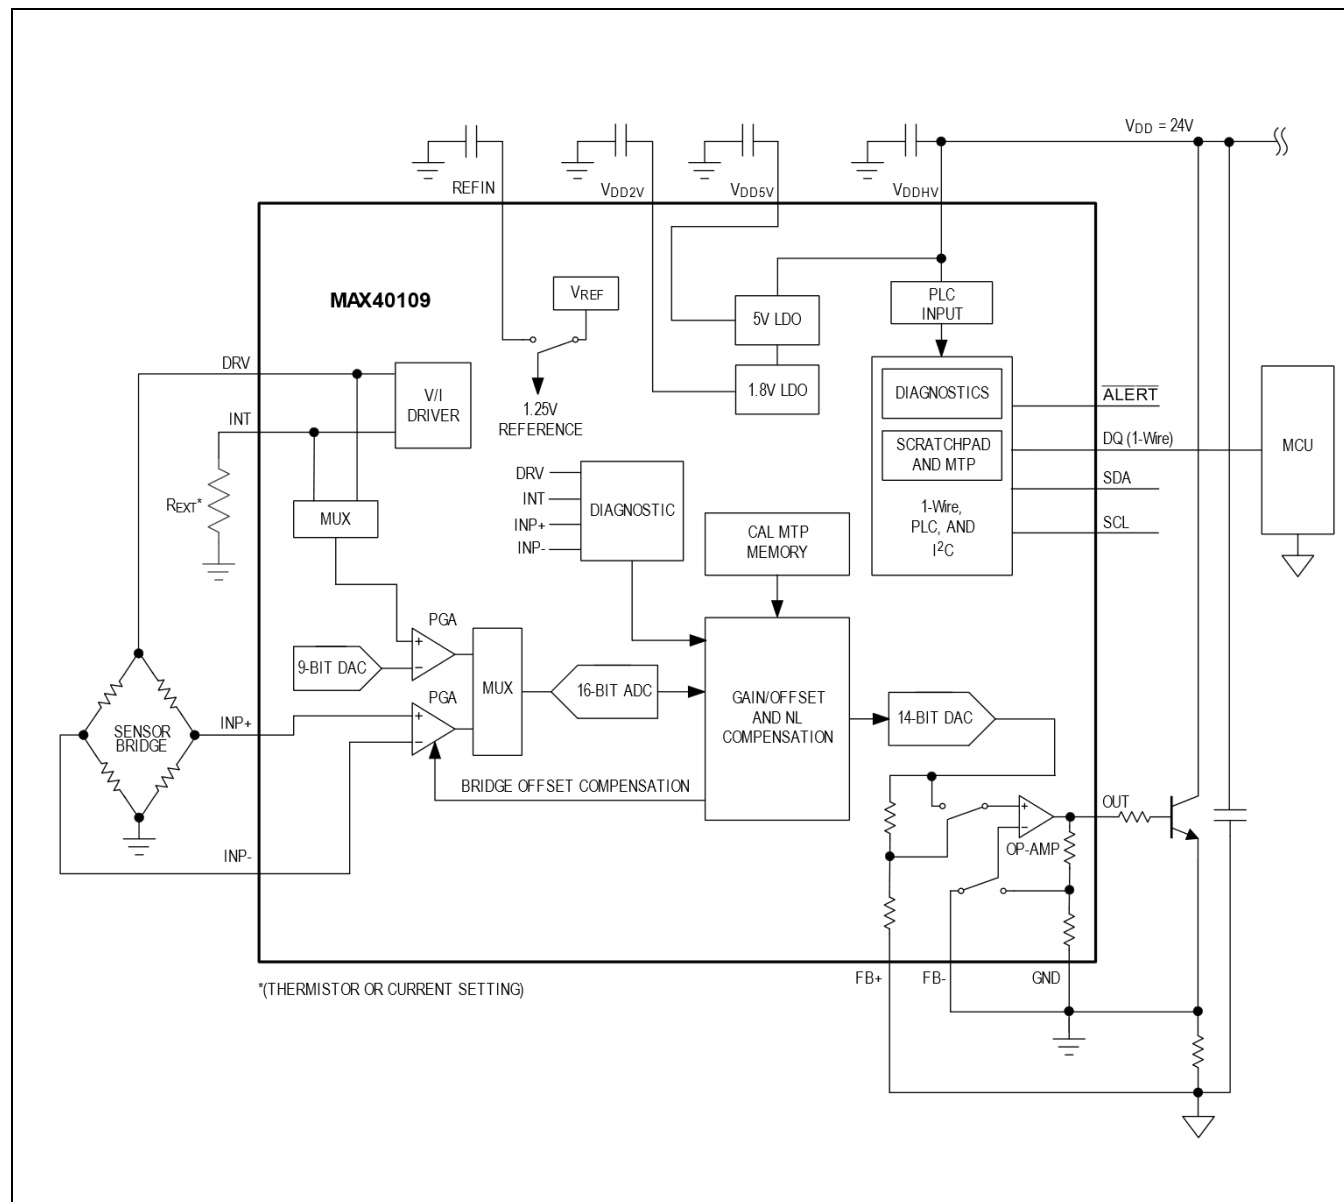 VDD = 24V
REFIN
VDD2V
VDD5V
VDDHV
MAX40109
VREF
5V LDO
1.8V LDO
PLC
INPUT
DRV
INT
V/I
DRIVER
1.25V
REFERENCE
DIAGNOSTICS
SCRATCHPAD
AND MTP
1-Wire,
PLC, AND
I²C
ALERT
DQ (1-Wire)
SDA
SCL
MCU
REXT*
MUX
DRV
INT
INP+
INP-
DIAGNOSTIC
CAL MTP
MEMORY
PGA
+
−
9-BIT DAC
PGA
+
−
MUX
16-BIT ADC
GAIN/OFFSET
AND NL
COMPENSATION
14-BIT DAC
SENSOR
BRIDGE
INP+
INP-
BRIDGE OFFSET COMPENSATION
+
−
OP-AMP
OUT
FB+
FB-
GND
*(THERMISTOR OR CURRENT SETTING)